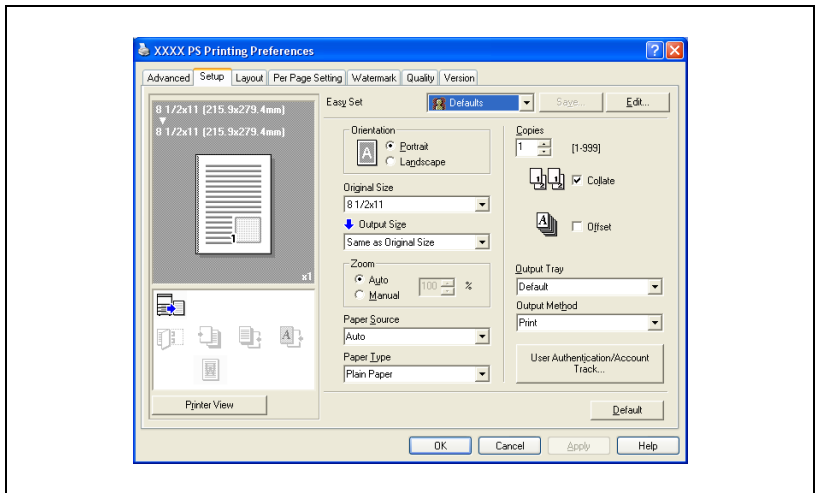 XXXX PS Printing Preferences
Advanced Setup Layout Per Page Setting Watermark Quality Version
8 1/2x11 (215.9x279.4mm)
8 1/2x11 (215.9x279.4mm)
1
x1
Printer View
Easy Set Defaults Save... Edit...
Orientation
A
Portrait
Landscape
Original Size
8 1/2x11
Output Size
Same as Original Size
Zoom
Auto
Manual
100 %
Paper Source
Auto
Paper Type
Plain Paper
Copies
1 [1-999]
Collate
Offset
Output Tray
Default
Output Method
Print
User Authentication/Account
Track...
Default
OK Cancel Apply Help